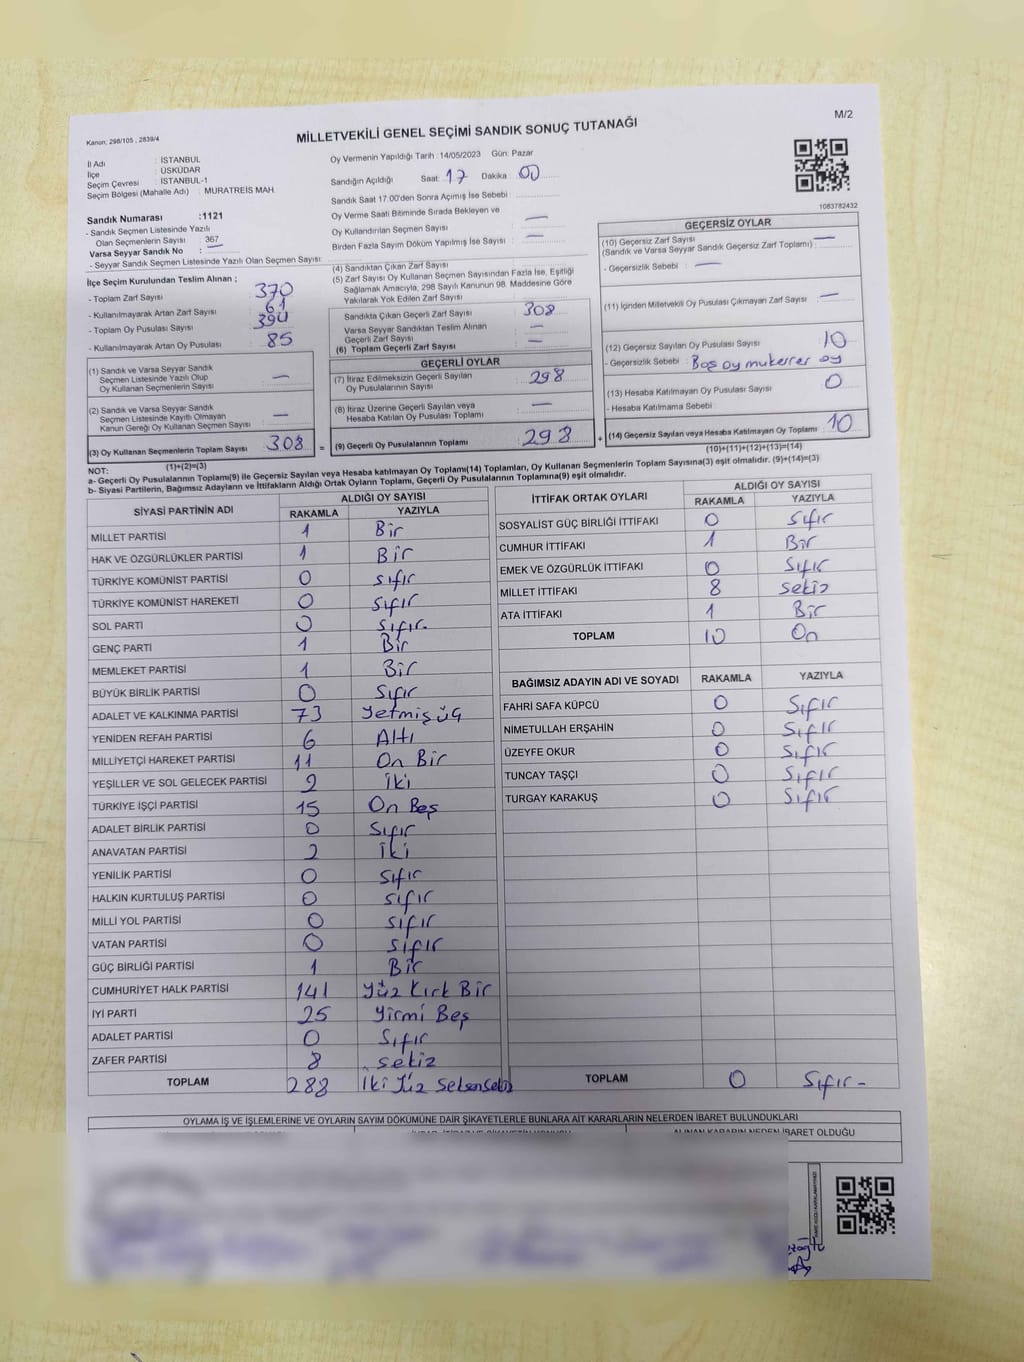 M/2
Kanun: 298/105 , 2839/4
MİLLETVEKİLİ GENEL SEÇİMİ SANDIK SONUÇ TUTANAĞI
İl Adı : İSTANBUL
İlçe : ÜSKÜDAR
Seçim Çevresi : İSTANBUL-1
Seçim Bölgesi (Mahalle Adı) : MURATREİS MAH.
Sandık Numarası :1121
- Sandık Seçmen Listesinde Yazılı
Olan Seçmenlerin Sayısı : 367
Varsa Seyyar Sandık No : —
- Seyyar Sandık Seçmen Listesinde Yazılı Olan Seçmen Sayısı:
Oy Vermenin Yapıldığı Tarih :14/05/2023 Gün: Pazar
Sandığın Açıldığı Saat: 17 Dakika : 00
Sandık Saat 17:00'den Sonra Açımış İse Sebebi :
Oy Verme Saati Bitiminde Sırada Bekleyen ve
Oy Kullandırılan Seçmen Sayısı : —
Birden Fazla Sayım Döküm Yapılmış İse Sayısı : —
1083782432
İlçe Seçim Kurulundan Teslim Alınan ;
- Toplam Zarf Sayısı : 370
- Kullanılmayarak Artan Zarf Sayısı : 61
- Toplam Oy Pusulası Sayısı : 390
- Kullanılmayarak Artan Oy Pusulası : 85
(1) Sandık ve Varsa Seyyar Sandık
Seçmen Listesinde Yazılı Olup
Oy Kullanan Seçmenlerin Sayısı : —
(2) Sandık ve Varsa Seyyar Sandık
Seçmen Listesinde Kayıtlı Olmayan
Kanun Gereği Oy Kullanan Seçmen Sayısı : —
(3) Oy Kullanan Seçmenlerin Toplam Sayısı : 308
(1)+(2)=(3)
(4) Sandıktan Çıkan Zarf Sayısı :
(5) Zarf Sayısı Oy Kullanan Seçmen Sayısından Fazla İse, Eşitliği
Sağlamak Amacıyla, 298 Sayılı Kanunun 98. Maddesine Göre
Yakılarak Yok Edilen Zarf Sayısı :
Sandıkta Çıkan Geçerli Zarf Sayısı : 308
Varsa Seyyar Sandıktan Teslim Alınan
Geçerli Zarf Sayısı : —
(6) Toplam Geçerli Zarf Sayısı : —
GEÇERLİ OYLAR
(7) İtiraz Edilmeksizin Geçerli Sayılan
Oy Pusulasının Sayısı : 298
(8) İtiraz Üzerine Geçerli Sayılan veya
Hesaba Katılan Oy Pusulası Toplamı : —
= (9) Geçerli Oy Pusulalarının Toplamı : 298
GEÇERSİZ OYLAR
(10) Geçersiz Zarf Sayısı : —
(Sandık ve Varsa Seyyar Sandık Geçersiz Zarf Toplamı)
- Geçersizlik Sebebi : —
(11) İçinden Milletvekili Oy Pusulası Çıkmayan Zarf Sayısı : —
(12) Geçersiz Sayılan Oy Pusulası Sayısı : 10
- Geçersizlik Sebebi : Boş oy mukerrer oy
(13) Hesaba Katılmayan Oy Pusulası Sayısı : 0
- Hesaba Katılmama Sebebi :
+ (14) Geçersiz Sayılan veya Hesaba Katılmayan Oy Toplamı : 10
(10)+(11)+(12)+(13)=(14)
NOT:
a- Geçerli Oy Pusulalarının Toplamı(9) ile Geçersiz Sayılan veya Hesaba katılmayan Oy Toplamı(14) Toplamları, Oy Kullanan Seçmenlerin Toplam Sayısına(3) eşit olmalıdır. (9)+(14)=(3)
b- Siyasi Partilerin, Bağımsız Adayların ve İttifakların Aldığı Ortak Oyların Toplamı, Geçerli Oy Pusulalarının Toplamına(9) eşit olmalıdır.
SİYASİ PARTİNİN ADI ALDIĞI OY SAYISI
RAKAMLA YAZIYLA
MİLLET PARTİSİ 1 Bir
HAK VE ÖZGÜRLÜKLER PARTİSİ 1 Bir
TÜRKİYE KOMÜNİST PARTİSİ 0 sıfır
TÜRKİYE KOMÜNİST HAREKETİ 0 sıfır
SOL PARTİ 0 sıfır.
GENÇ PARTİ 1 Bir
MEMLEKET PARTİSİ 1 Bir
BÜYÜK BİRLİK PARTİSİ 0 Sıfır
ADALET VE KALKINMA PARTİSİ 73 Yetmişüç
YENİDEN REFAH PARTİSİ 6 Altı
MİLLİYETÇİ HAREKET PARTİSİ 11 On Bir
YEŞİLLER VE SOL GELECEK PARTİSİ 2 İki
TÜRKİYE İŞÇİ PARTİSİ 15 On Beş
ADALET BİRLİK PARTİSİ 0 Sıfır
ANAVATAN PARTİSİ 2 İki
YENİLİK PARTİSİ 0 sıfır
HALKIN KURTULUŞ PARTİSİ 0 sıfır
MİLLİ YOL PARTİSİ 0 sıfır
VATAN PARTİSİ 0 sıfır
GÜÇ BİRLİĞİ PARTİSİ 1 Bir
CUMHURİYET HALK PARTİSİ 141 Yüz Kırk Bir
İYİ PARTİ 25 Yirmi Beş
ADALET PARTİSİ 0 Sıfır
ZAFER PARTİSİ 8 sekiz
TOPLAM 288 İki Yüz Seksensekiz
İTTİFAK ORTAK OYLARI ALDIĞI OY SAYISI
RAKAMLA YAZIYLA
SOSYALİST GÜÇ BİRLİĞİ İTTİFAKI 0 Sıfır
CUMHUR İTTİFAKI 1 Bir
EMEK VE ÖZGÜRLÜK İTTİFAKI 0 Sıfır
MİLLET İTTİFAKI 8 sekiz
ATA İTTİFAKI 1 Bir
TOPLAM 10 On
BAĞIMSIZ ADAYIN ADI VE SOYADI RAKAMLA YAZIYLA
FAHRİ SAFA KÜPCÜ 0 Sıfır
NİMETULLAH ERŞAHİN 0 Sıfır
ÜZEYFE OKUR 0 Sıfır
TUNCAY TAŞÇI 0 Sıfır
TURGAY KARAKUŞ 0 Sıfır
TOPLAM 0 Sıfır-
OYLAMA İŞ VE İŞLEMLERİNE VE OYLARIN SAYIM DÖKÜMÜNE DAİR ŞİKAYETLERLE BUNLARA AİT KARARLARIN NELERDEN İBARET BULUNDUKLARI
ALINAN KARARIN NEDEN İBARET OLDUĞU